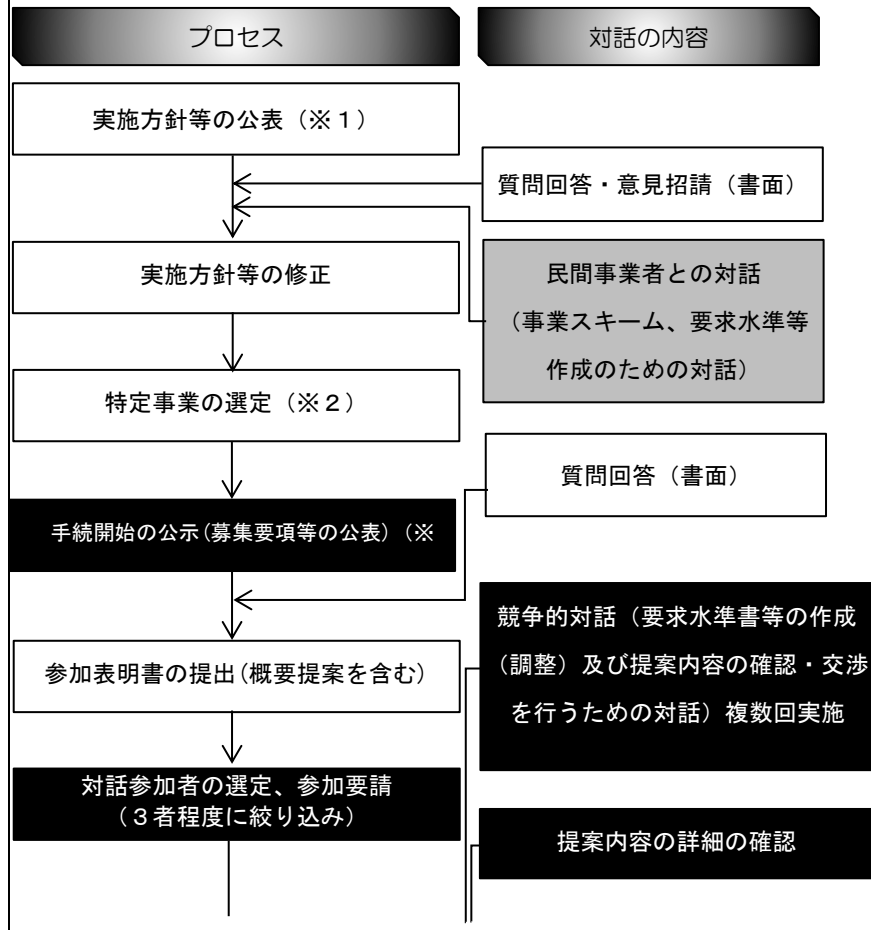 プロセス
対話の内容
実施方針等の公表(※1)
質問回答・意見招請(書面)
実施方針等の修正
民間事業者との対話
(事業スキーム、要求水準等
作成のための対話)
特定事業の選定(※2)
質問回答(書面)
手続開始の公示(募集要項等の公表)(※
競争的対話(要求水準書等の作成
(調整)及び提案内容の確認・交渉
を行うための対話)複数回実施
参加表明書の提出(概要提案を含む)
対話参加者の選定、参加要請
(3者程度に絞り込み)
提案内容の詳細の確認